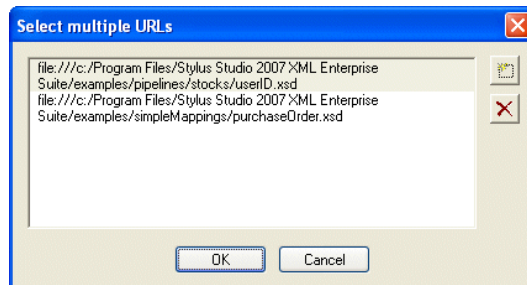 Select multiple URLs
file:///c:/Program Files/Stylus Studio 2007 XML Enterprise
Suite/examples/pipelines/stocks/userID.xsd
file:///c:/Program Files/Stylus Studio 2007 XML Enterprise
Suite/examples/simpleMappings/purchaseOrder.xsd
OK
Cancel